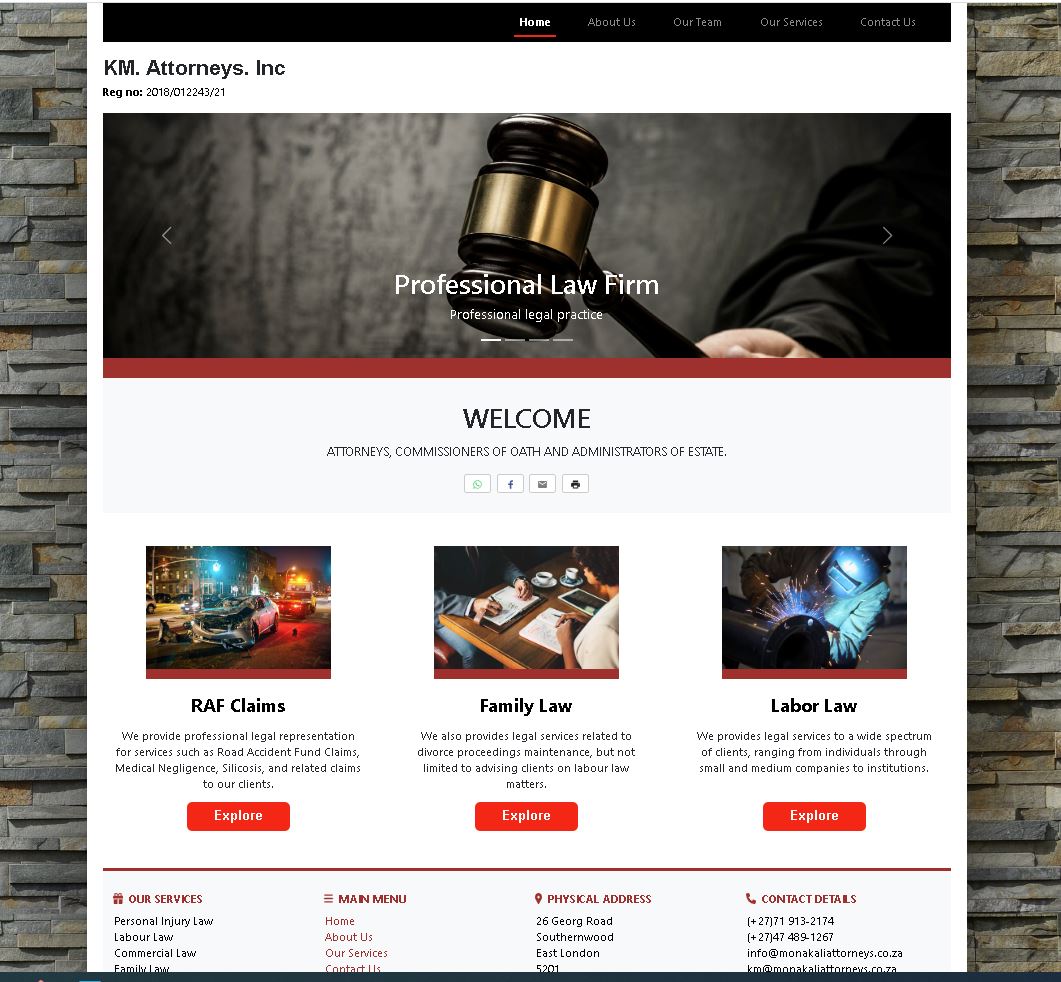 Home About Us Our Team Our Services Contact Us
KM. Attorneys. Inc
Reg no: 2018/012243/21
Professional Law Firm
Professional legal practice
WELCOME
ATTORNEYS, COMMISSIONERS OF OATH AND ADMINISTRATORS OF ESTATE.
RAF Claims
We provide professional legal representation
for services such as Road Accident Fund Claims,
Medical Negligence, Silicosis, and related claims
to our clients.
Explore
Family Law
We also provides legal services related to
divorce proceedings maintenance, but not
limited to advising clients on labour law
matters.
Explore
Labor Law
We provides legal services to a wide spectrum
of clients, ranging from individuals through
small and medium companies to institutions.
Explore
OUR SERVICES
Personal Injury Law
Labour Law
Commercial Law
Family Law
MAIN MENU
Home
About Us
Our Services
Contact Us
PHYSICAL ADDRESS
26 Georg Road
Southernwood
East London
5201
CONTACT DETAILS
(+27)71 913-2174
(+27)47 489-1267
info@monakaliattorneys.co.za
km@monakaliattorneys.co.za